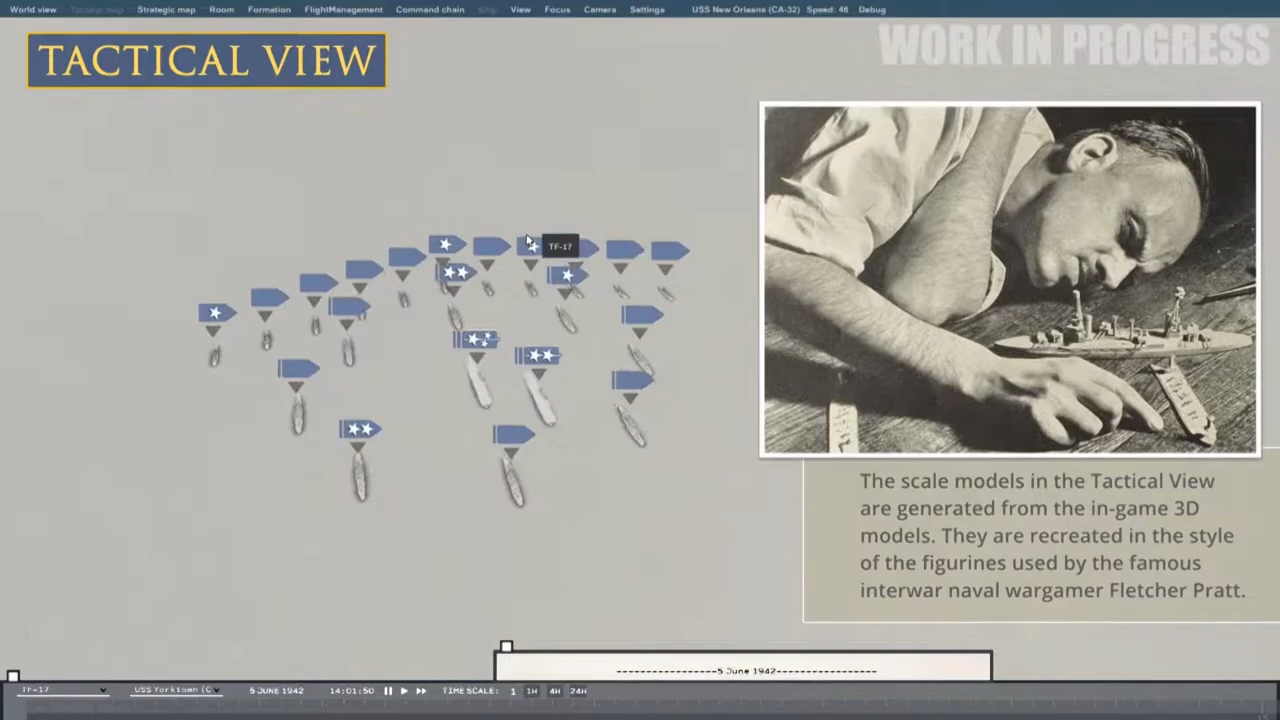 World view Tactical map Strategic map Room Formation FlightManagement Command chain Ship View Focus Camera Settings USS New Orleans (CA-32) Speed: 46 Debug
TACTICAL VIEW
WORK IN PROGRESS
TF-17
The scale models in the Tactical View
are generated from the in-game 3D
models. They are recreated in the style
of the figurines used by the famous
interwar naval wargamer Fletcher Pratt.
------------------5 June 1942------------------
TF-17 USS Yorktown (C 5 JUNE 1942 14:01:50 TIME SCALE: 1 1H 4H 24H